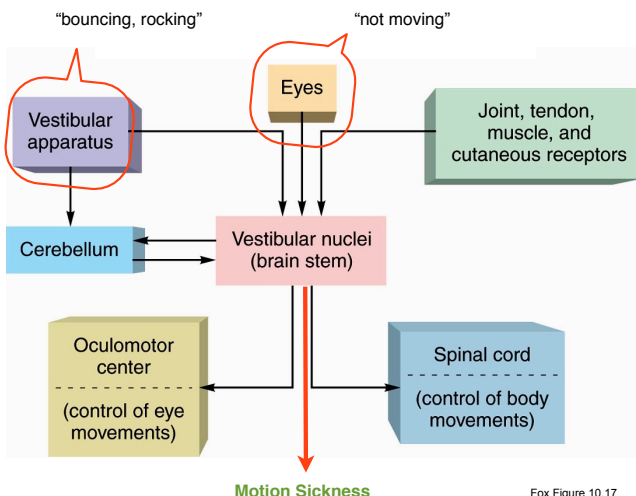 “bouncing, rocking”
“not moving”
Eyes
Vestibular
apparatus
Joint, tendon,
muscle, and
cutaneous receptors
Cerebellum
Vestibular nuclei
(brain stem)
Oculomotor
center
(control of eye
movements)
Spinal cord
(control of body
movements)
Motion Sickness
Fox Figure 10.17